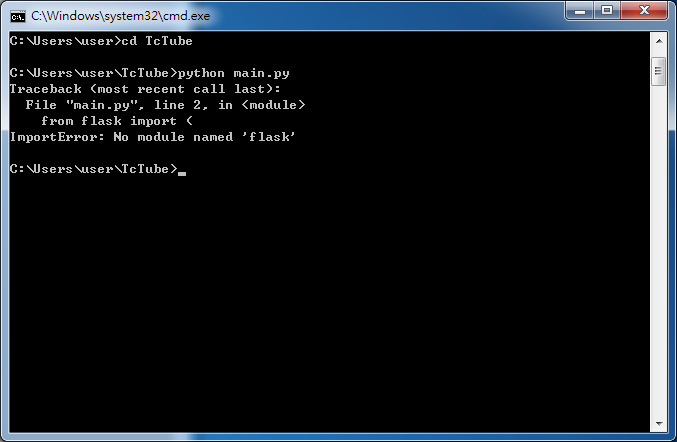 C:\Windows\system32\cmd.exe
C:\Users\user>cd TcTube
C:\Users\user\TcTube>python main.py
Traceback (most recent call last):
  File "main.py", line 2, in <module>
    from flask import (
ImportError: No module named 'flask'
C:\Users\user\TcTube>